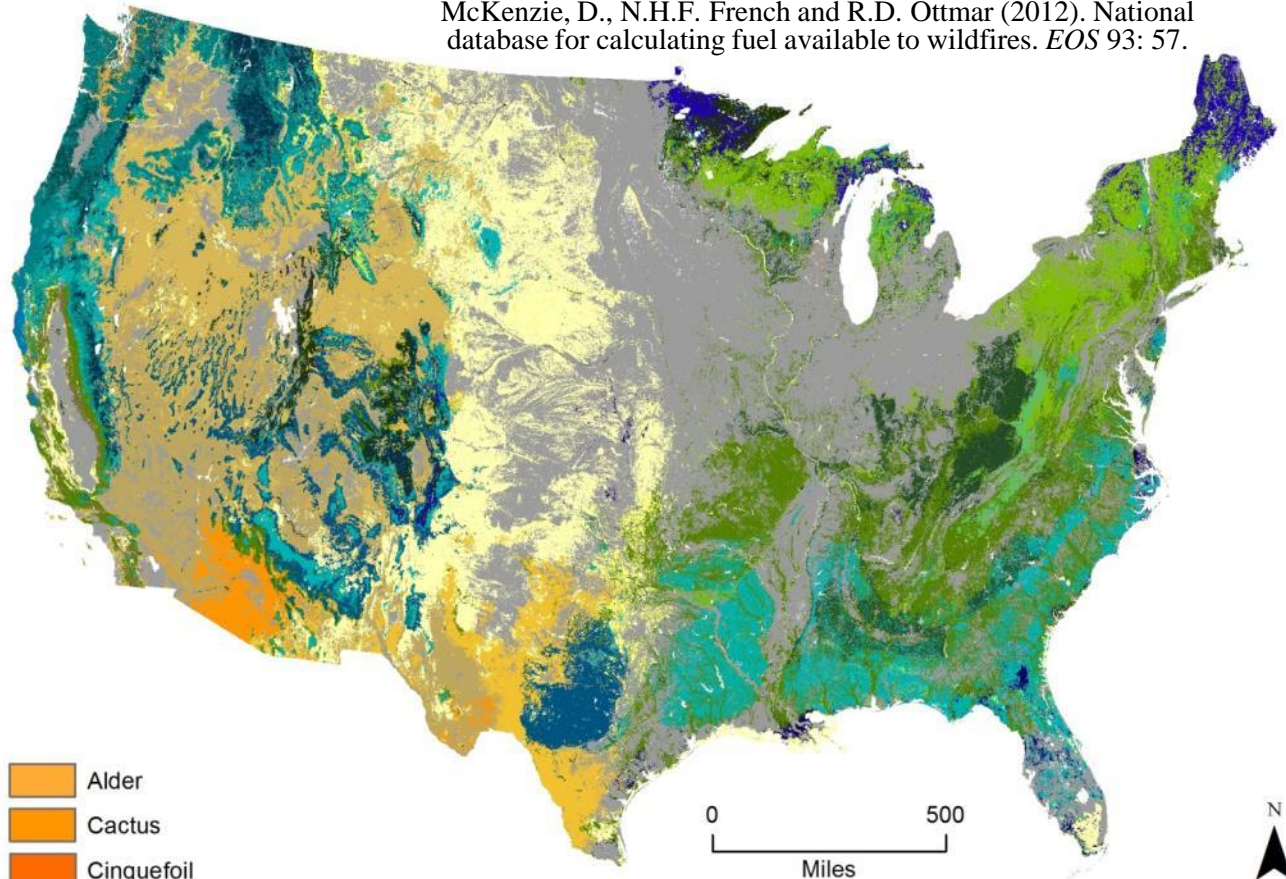 McKenzie, D., N.H.F. French and R.D. Ottmar (2012). National
database for calculating fuel available to wildfires. EOS 93: 57.
Alder
Cactus
Cinquefoil
0 500
Miles
N